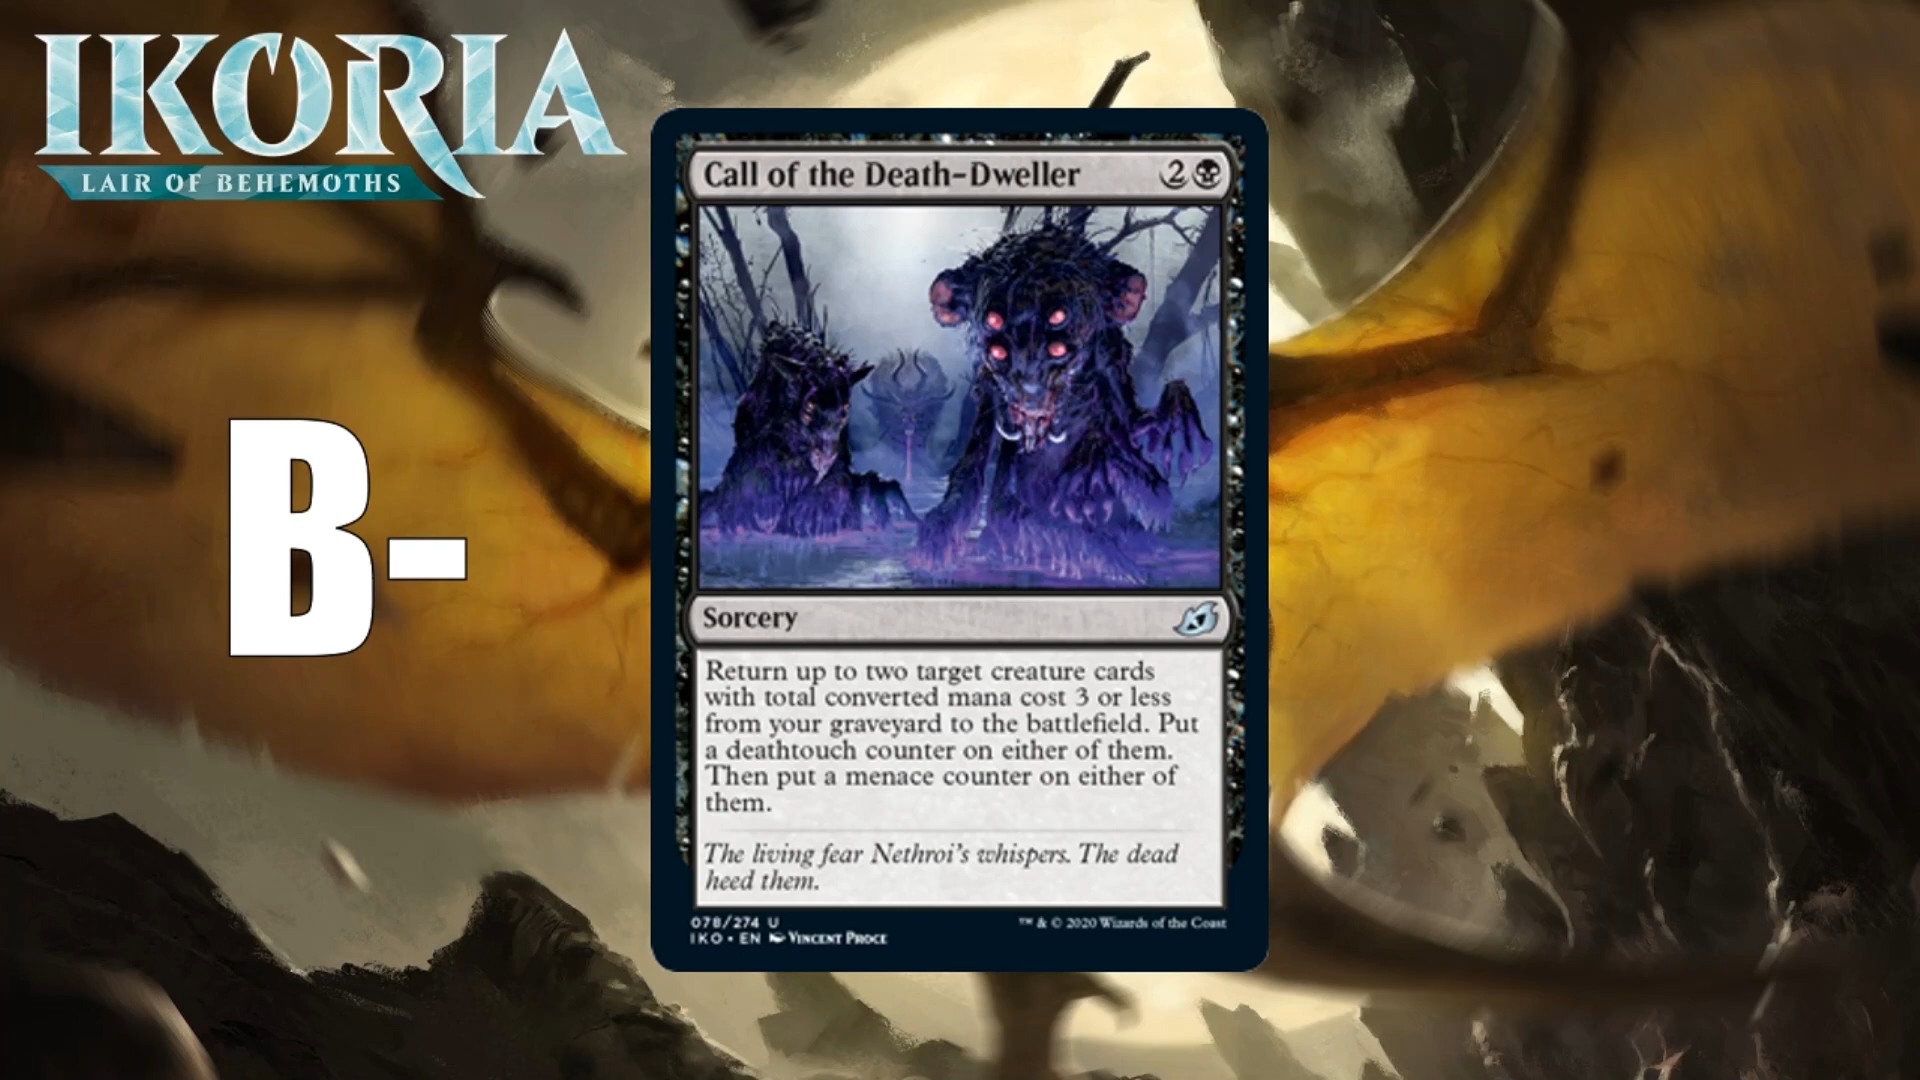 IKORIA
LAIR OF BEHEMOTHS
B-
Call of the Death-Dweller 2
Sorcery
Return up to two target creature cards
with total converted mana cost 3 or less
from your graveyard to the battlefield. Put
a deathtouch counter on either of them.
Then put a menace counter on either of
them.
The living fear Nethroi's whispers. The dead
heed them.
078/274 U
IKO • EN VINCENT PROCE
™ & © 2020 Wizards of the Coast